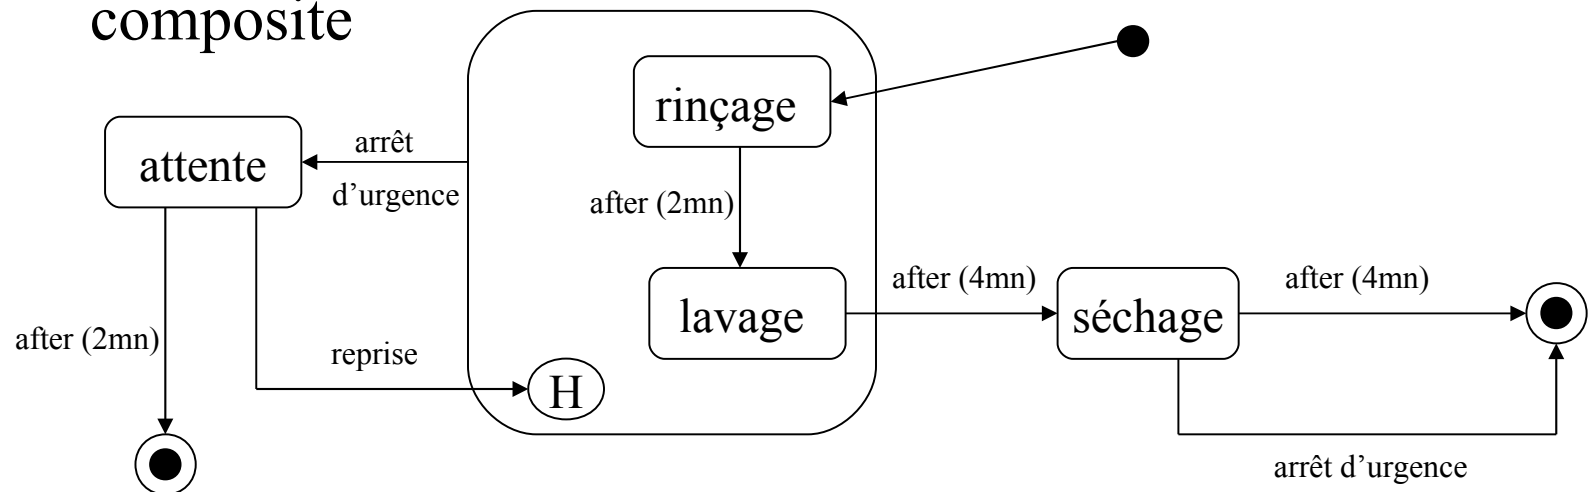 composite
rinçage
attente
arrêt
d’urgence
after (2mn)
after (4mn)
after (4mn)
lavage
séchage
after (2mn)
reprise
H
arrêt d’urgence